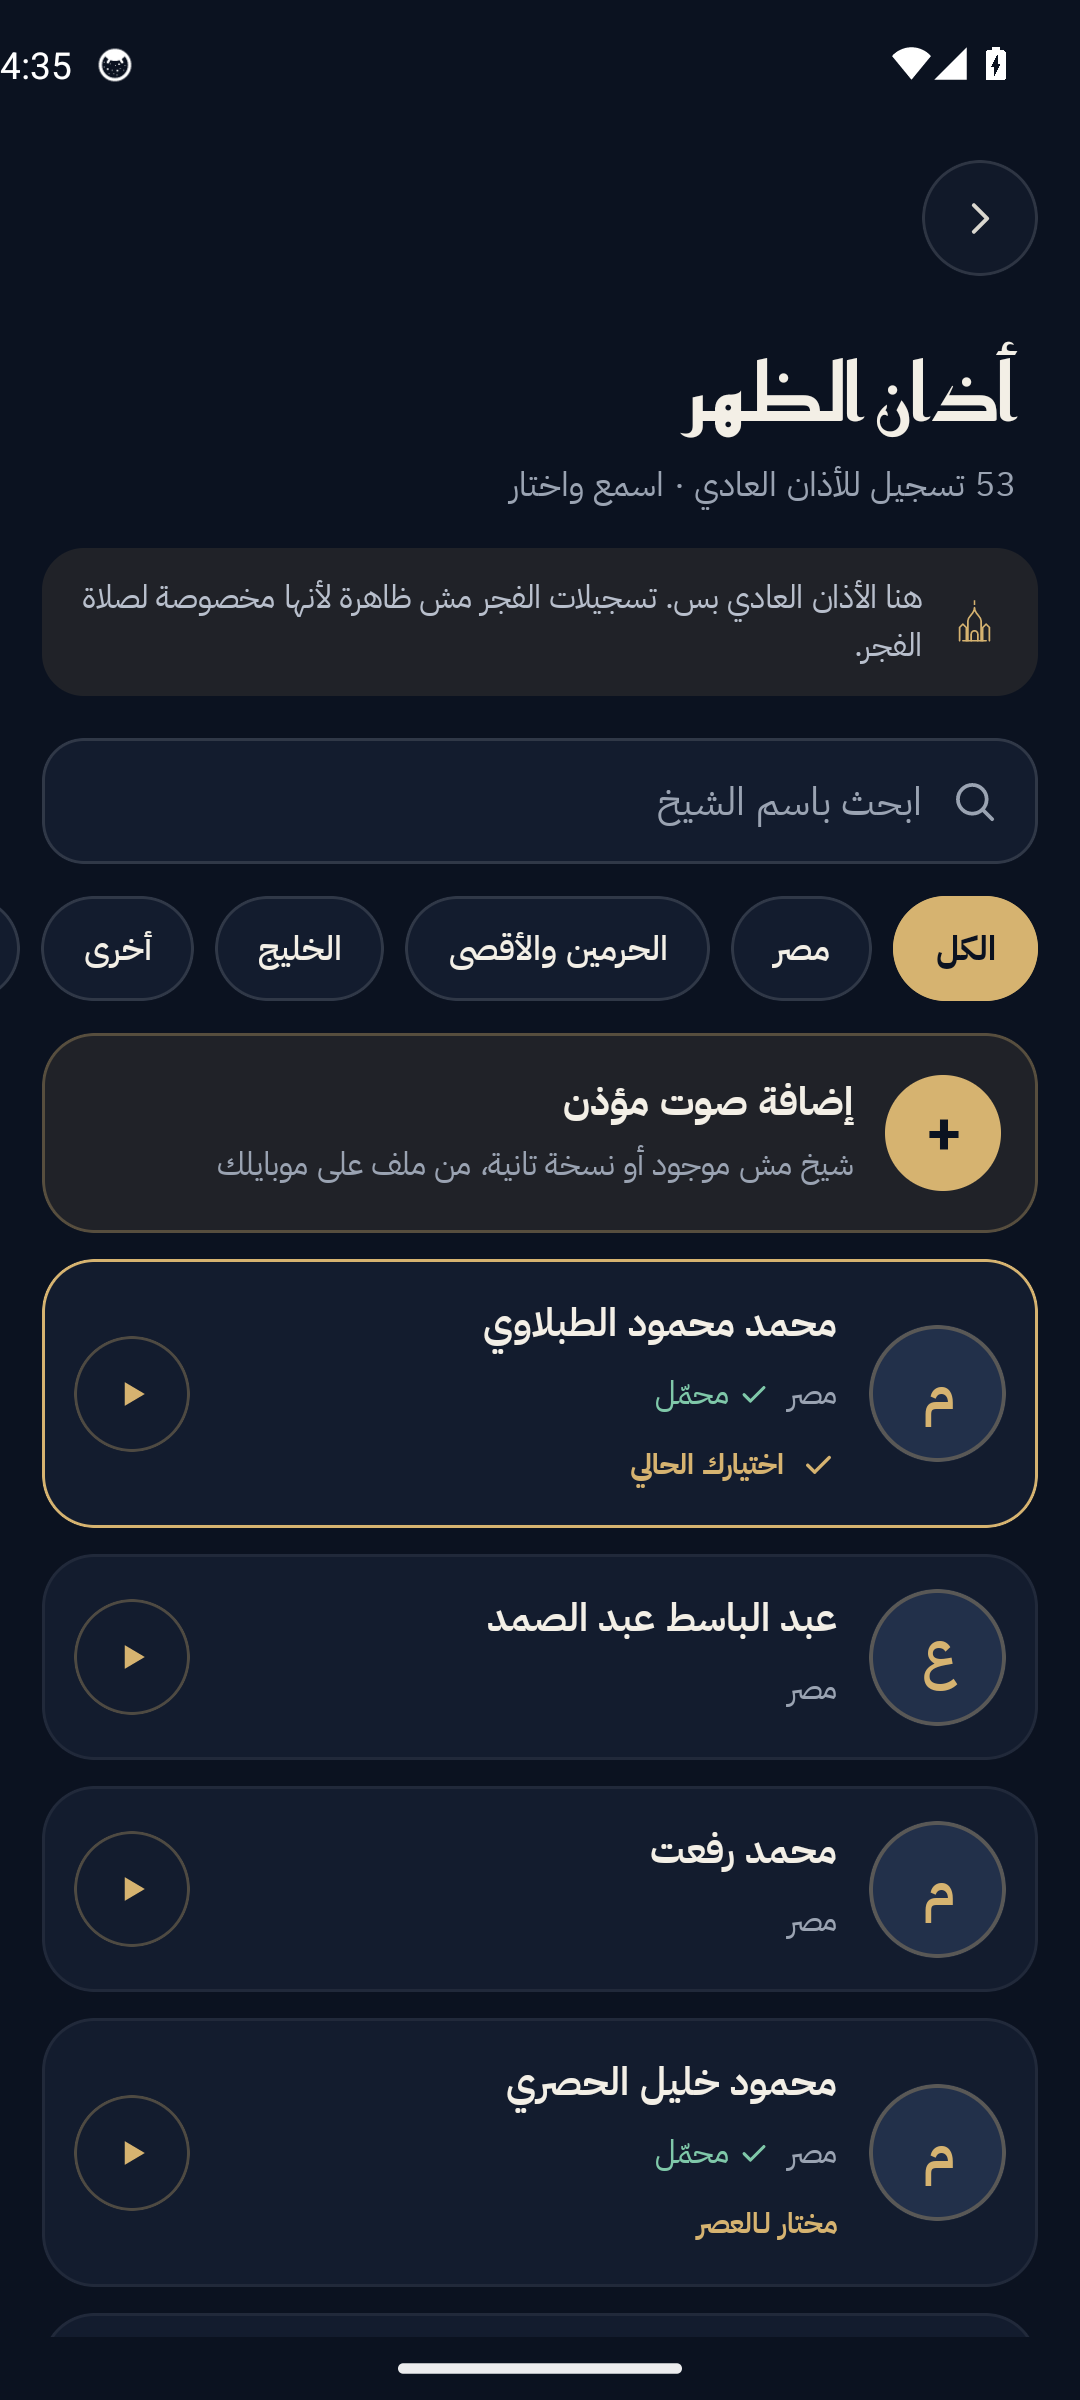 4:35
أذان الظهر
53 تسجيل للأذان العادي · اسمع واختار
هنا الأذان العادي بس. تسجيلات الفجر مش ظاهرة لأنها مخصوصة لصلاة
الفجر.
ابحث باسم الشيخ
الكل
مصر
الحرمين والأقصى
الخليج
أخرى
+
إضافة صوت مؤذن
شيخ مش موجود أو نسخة تانية، من ملف على موبايلك
م
محمد محمود الطبلاوي
مصر ✓ محمّل
✓ اختيارك الحالي
ع
عبد الباسط عبد الصمد
مصر
م
محمد رفعت
مصر
م
محمود خليل الحصري
مصر ✓ محمّل
مختار لـالعصر